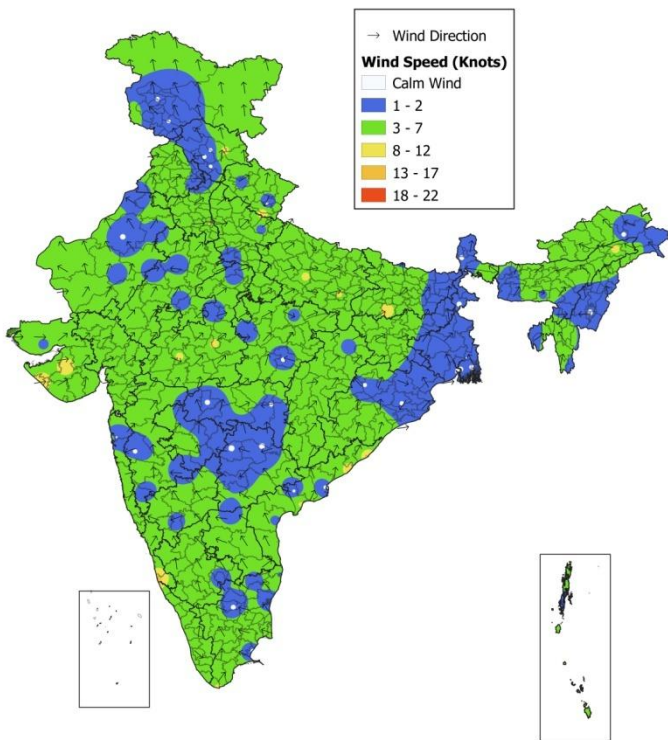 Wind Direction
Wind Speed (Knots)
Calm Wind
1 - 2
3 - 7
8 - 12
13 - 17
18 - 22